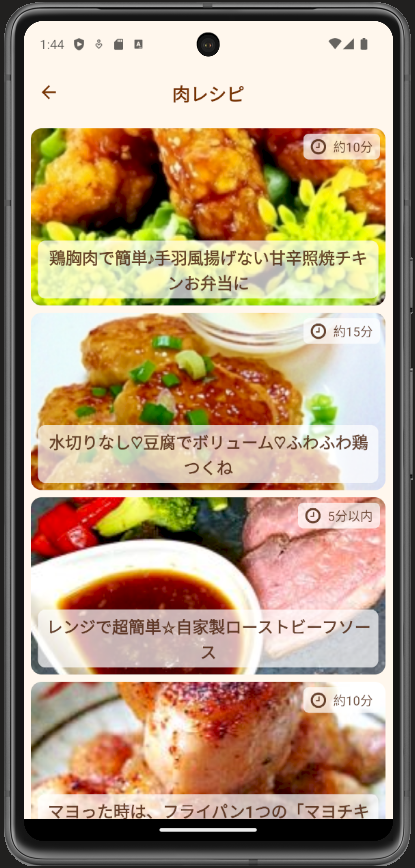 1:44
肉レシピ
約10分
鶏胸肉で簡単♪手羽風揚げない甘辛照焼チキ
ンお弁当に
約15分
水切りなし♡豆腐でボリューム♡ふわふわ鶏
つくね
5分以内
レンジで超簡単☆自家製ローストビーフソー
ス
約10分
マヨった時は、フライパン1つの「マヨチキ